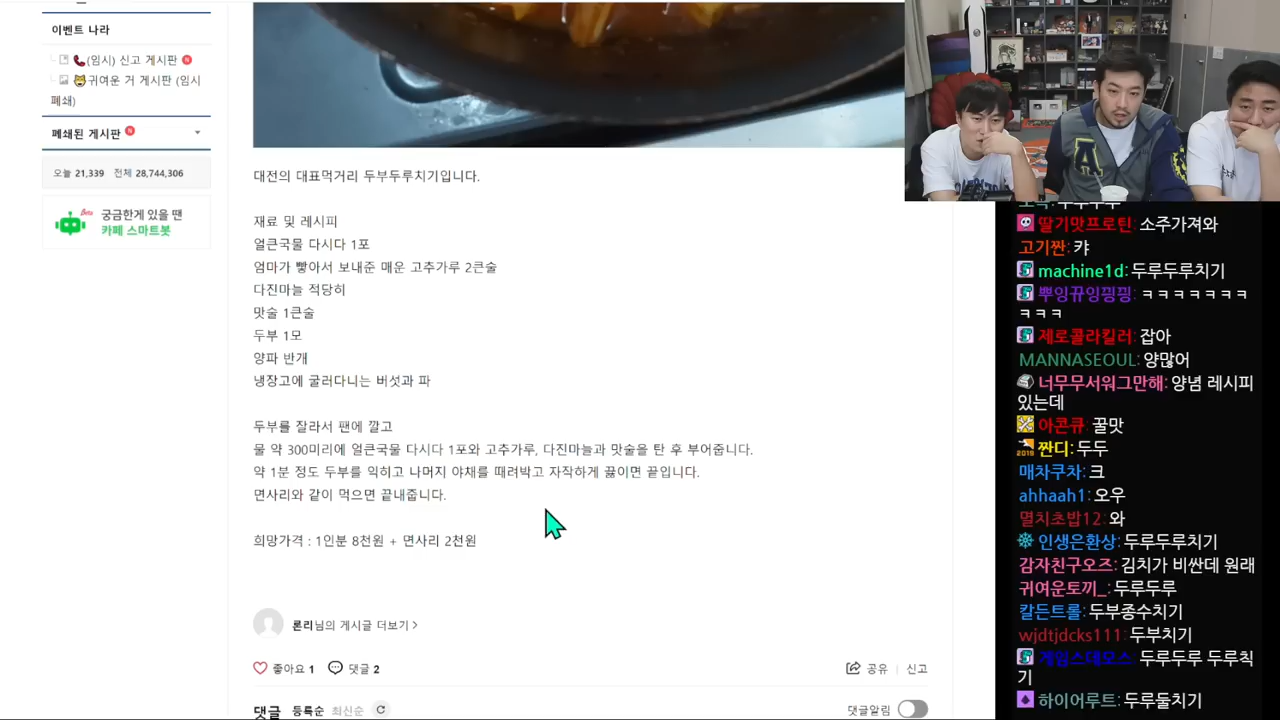 이벤트 나라
(임시) 신고 게시판 N
귀여운 거 게시판 (임시
폐쇄)
폐쇄된 게시판 N
오늘 21,339 전체 28,744,306
Beta
궁금한게 있을 땐
카페 스마트봇
대전의 대표먹거리 두부두루치기입니다.
재료 및 레시피
얼큰국물 다시다 1포
엄마가 빻아서 보내준 매운 고추가루 2큰술
다진마늘 적당히
맛술 1큰술
두부 1모
양파 반개
냉장고에 굴러다니는 버섯과 파
두부를 잘라서 팬에 깔고
물 약 300미리에 얼큰국물 다시다 1포와 고추가루, 다진마늘과 맛술을 탄 후 부어줍니다.
약 1분 정도 두부를 익히고 나머지 야채를 때려박고 자작하게 끓이면 끝입니다.
면사리와 같이 먹으면 끝내줍니다.
희망가격 : 1인분 8천원 + 면사리 2천원
론리님의 게시글 더보기 >
좋아요 1 댓글 2
공유 신고
댓글 등록순 최신순
댓글알림
딸기맛프로틴: 소주가져와
고기짠: 캬
machine1d: 두루두루치기
뿌잉뀨잉끵끵: ㅋㅋㅋㅋㅋㅋㅋ
ㅋㅋㅋ
제로콜라킬러: 잡아
MANNASEOUL: 양많어
너무무서워그만해: 양념 레시피
있는데
아콘큐: 꿀맛
2019 짠디: 두두
매차쿠차: 크
ahhaah1: 오우
멸치초밥12: 와
인생은환상: 두루두루치기
감자친구오즈: 김치가 비싼데 원래
귀여운토끼_: 두루두루
칼든트롤: 두부종수치기
wjdtjdcks111: 두부치기
게임스데모스: 두루두루 두루칙
기
하이어루트: 두루둘치기